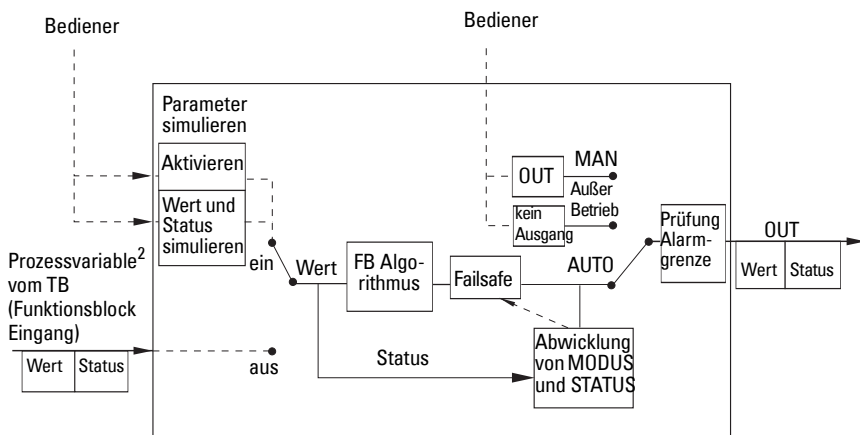 Bediener
Bediener
Parameter
simulieren
Aktivieren
Wert und
Status
simulieren
Prozessvariable²
vom TB
(Funktionsblock
Eingang)
Wert Status
ein
aus
Wert
FB Algo-
rithmus
Failsafe
Status
OUT
MAN
kein
Ausgang
Außer
Betrieb
AUTO
Abwicklung
von MODUS
und STATUS
Prüfung
Alarm-
grenze
OUT
Wert Status